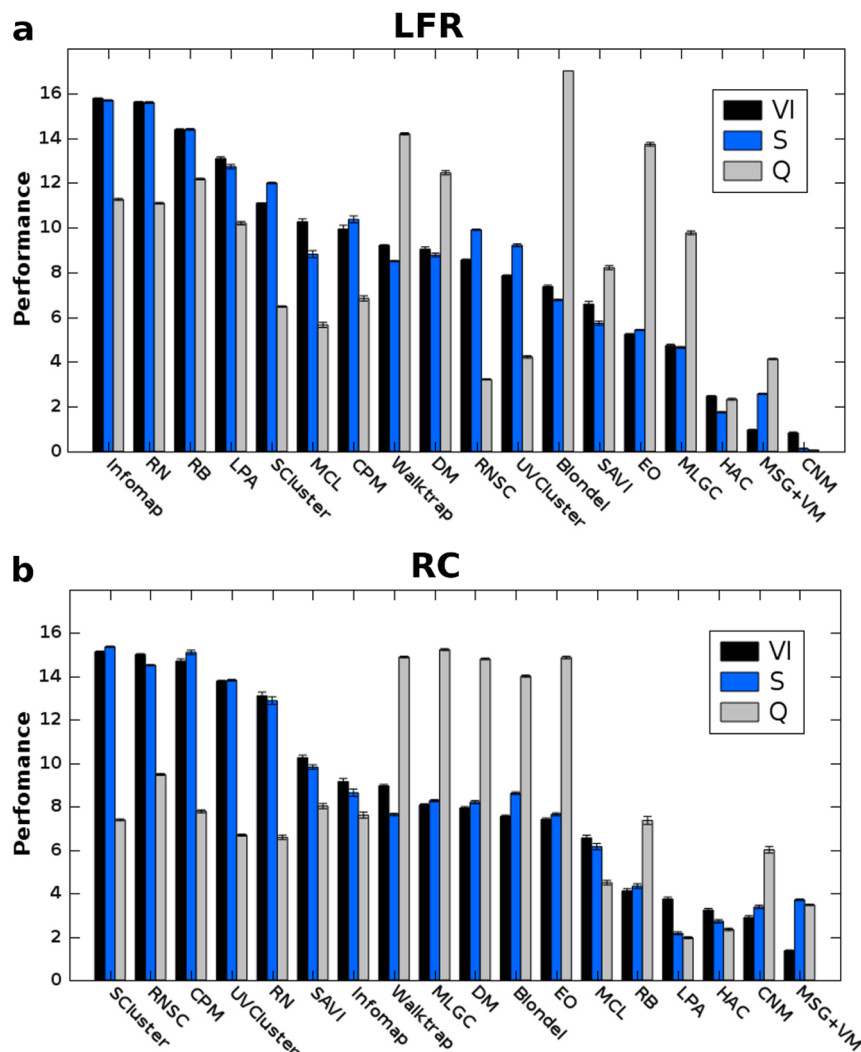 a LFR
16
14
12
10
8
6
4
2
0
Performance
VI
S
Q
Infomap RN RB LPA SCluster MCL CPM Walktrap DM RNSC UVCluster Blondel SAVI EO MLGC HAC MSG+VM CNM
b RC
16
14
12
10
8
6
4
2
0
Perfomance
VI
S
Q
SCluster RNSC CPM UVCluster RN SAVI Infomap Walktrap MLGC DM Blondel EO MCL RB LPA HAC CNM MSG+VM